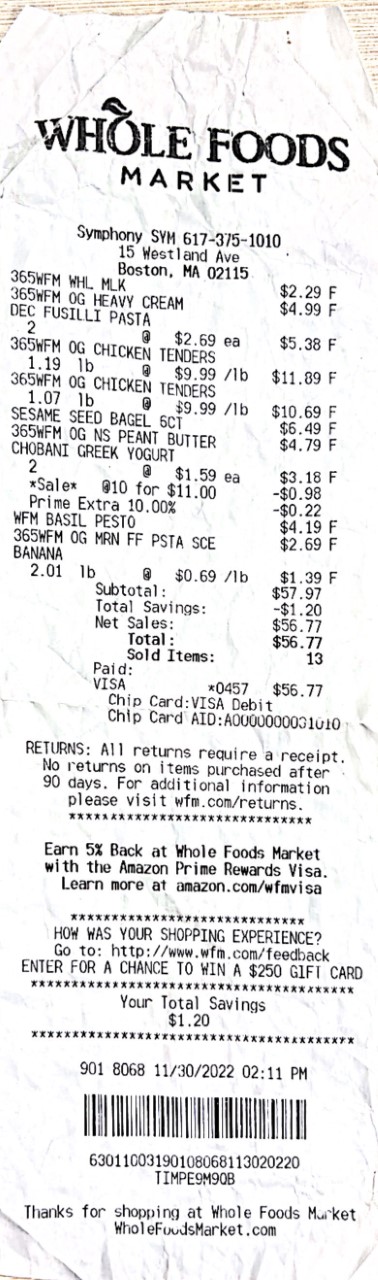 WHOLE FOODS
MARKET
Symphony SYM 617-375-1010
15 Westland Ave
Boston, MA 02115
365WFM WHL MLK $2.29 F
365WFM OG HEAVY CREAM $4.99 F
DEC FUSILLI PASTA
2 @ $2.69 ea $5.38 F
365WFM OG CHICKEN TENDERS
1.19 lb @ $9.99 /lb $11.89 F
365WFM OG CHICKEN TENDERS
1.07 lb @ $9.99 /lb $10.69 F
SESAME SEED BAGEL 6CT $6.49 F
365WFM OG NS PEANT BUTTER $4.79 F
CHOBANI GREEK YOGURT
2 @ $1.59 ea $3.18 F
*Sale* @10 for $11.00 -$0.98
Prime Extra 10.00% -$0.22
WFM BASIL PESTO $4.19 F
365WFM OG MRN FF PSTA SCE $2.69 F
BANANA
2.01 lb @ $0.69 /lb $1.39 F
Subtotal: $57.97
Total Savings: -$1.20
Net Sales: $56.77
Total: $56.77
Sold Items: 13
Paid:
VISA *0457 $56.77
Chip Card:VISA Debit
Chip Card AID:A0000000031010
RETURNS: All returns require a receipt.
No returns on items purchased after
90 days. For additional information
please visit wfm.com/returns.
*****************************
Earn 5% Back at Whole Foods Market
with the Amazon Prime Rewards Visa.
Learn more at amazon.com/wfmvisa
*****************************
HOW WAS YOUR SHOPPING EXPERIENCE?
Go to: http://www.wfm.com/feedback
ENTER FOR A CHANCE TO WIN A $250 GIFT CARD
****************************************
Your Total Savings
$1.20
****************************************
901 8068 11/30/2022 02:11 PM
63011003190108068113020220
TIMPE9M90B
Thanks for shopping at Whole Foods Market
WholeFoodsMarket.com